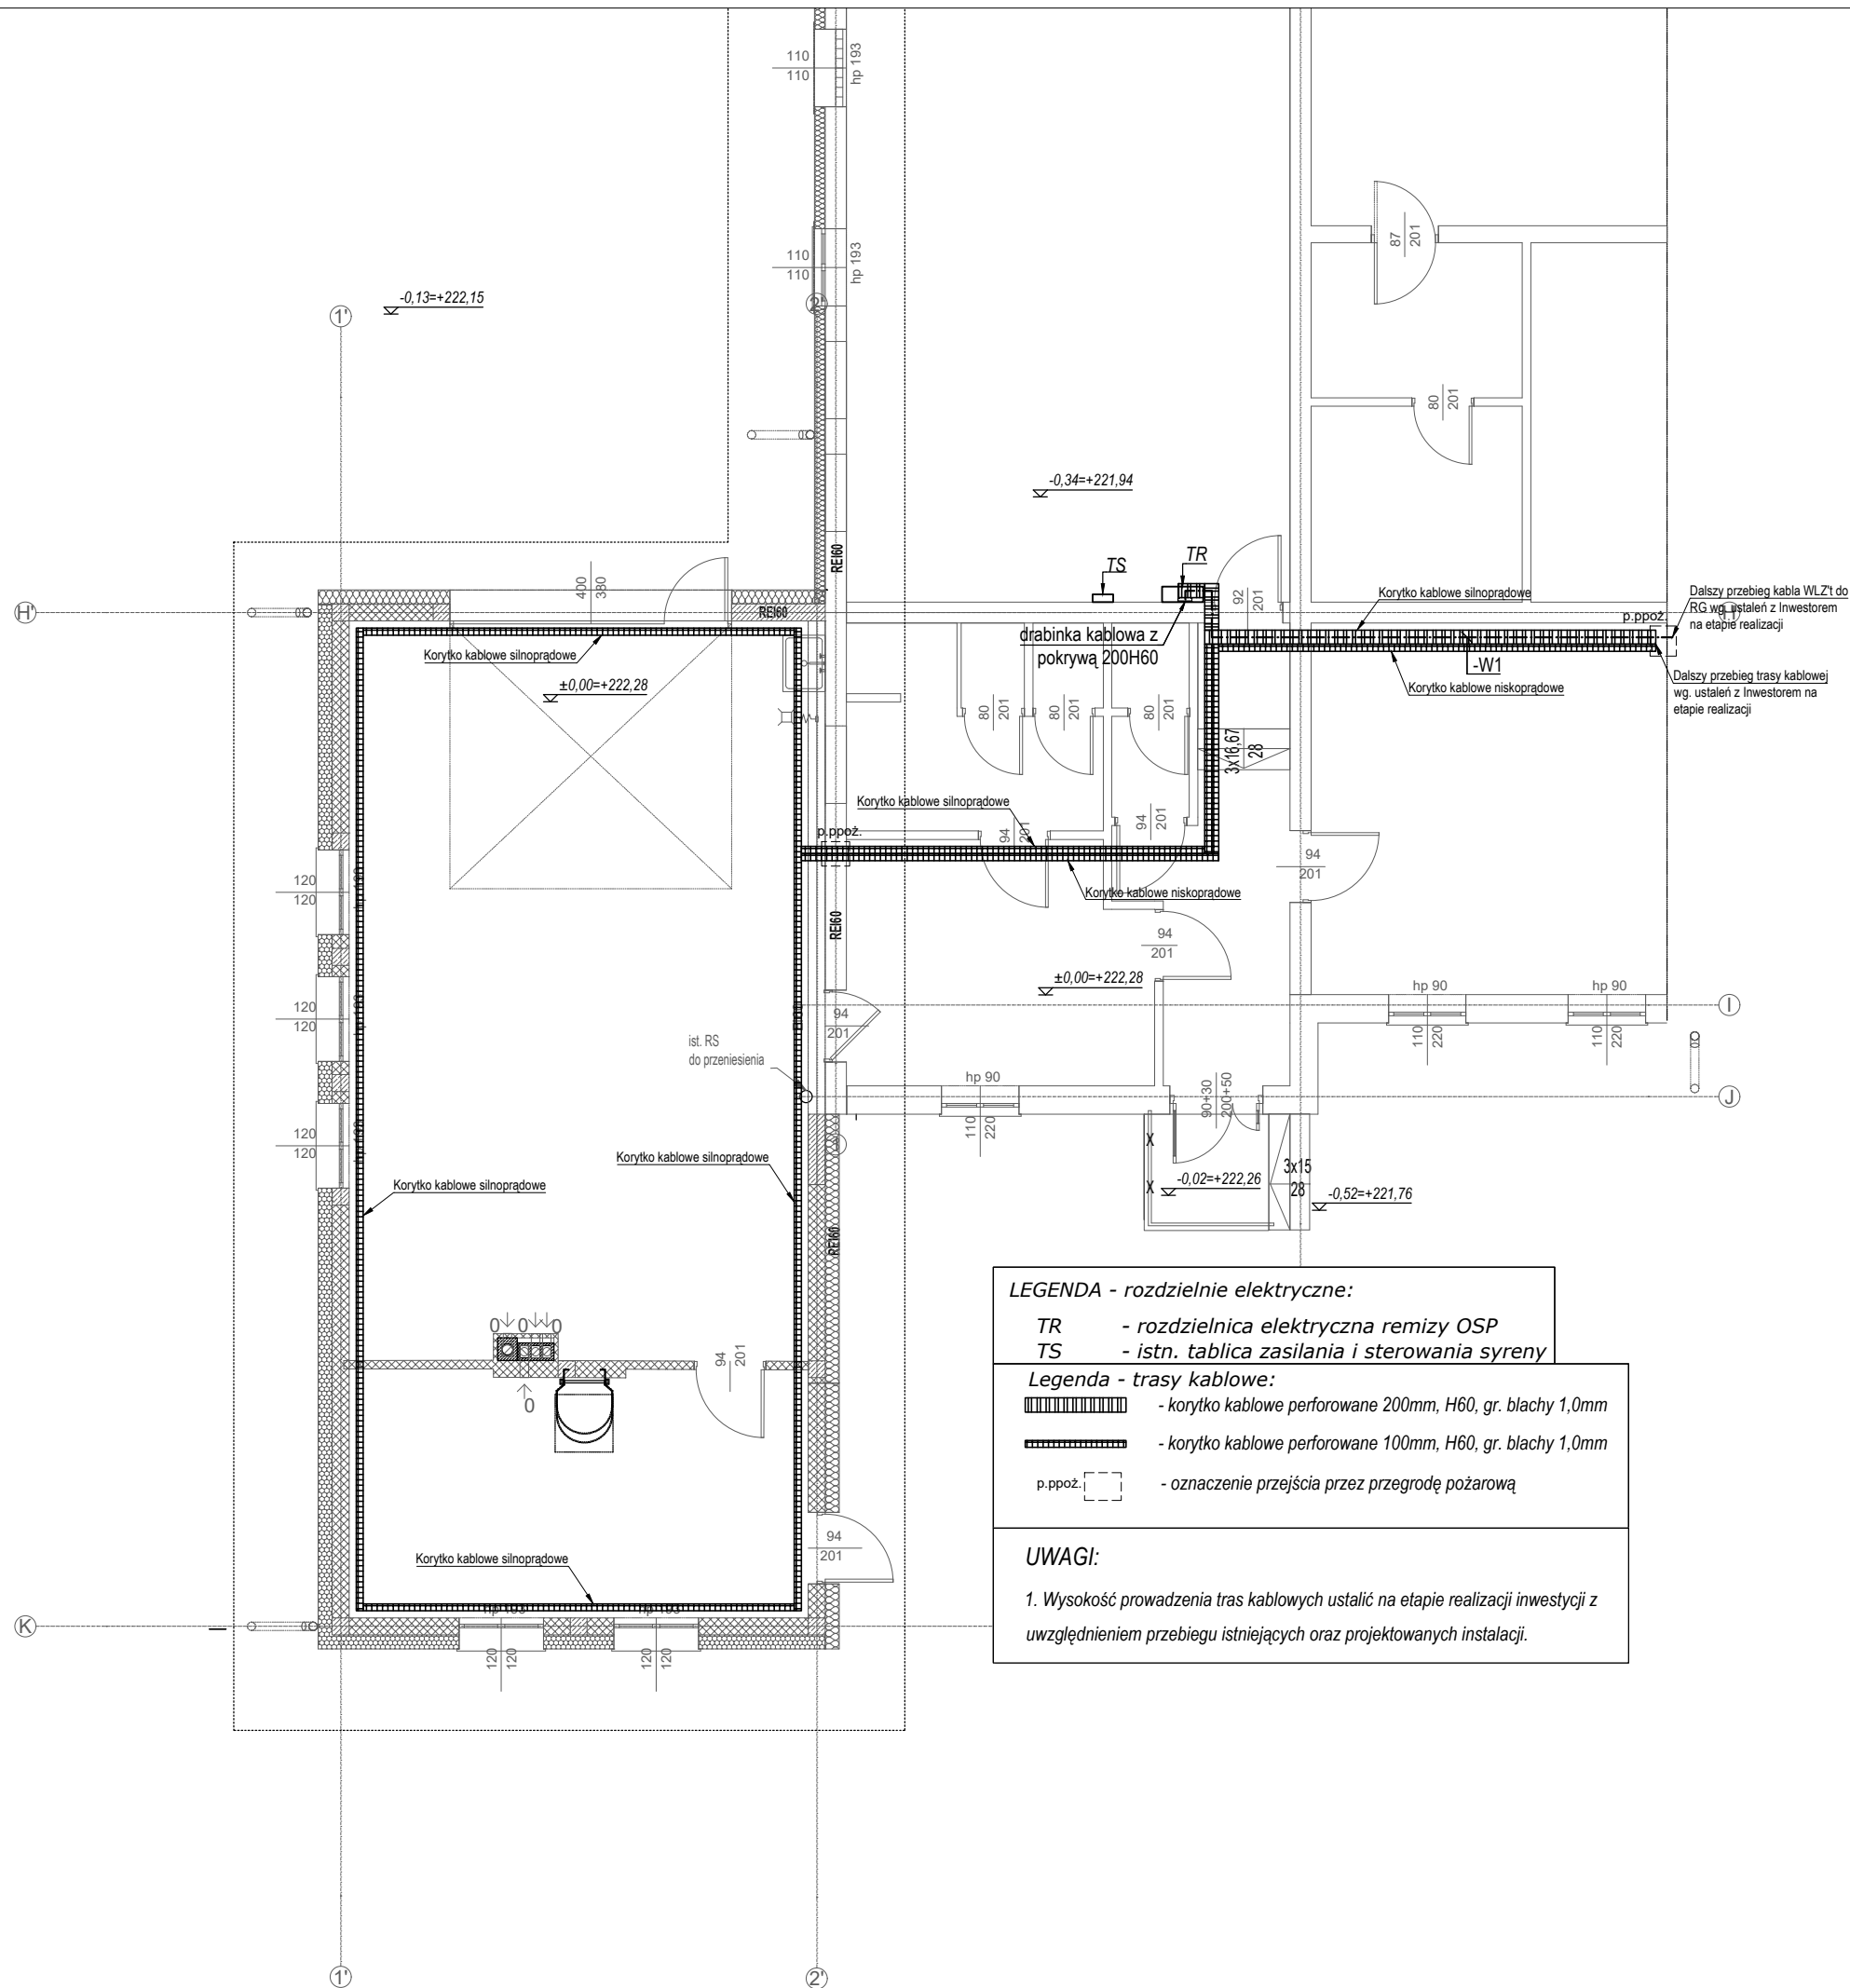 110
110
hp 193
110
110
hp 193
87
201
80
201
-0,13=+222,15
1'
2'
-0,34=+221,94
REI60
TS
TR
400
380
H'
REI60
92
201
Korytko kablowe silnoprądowe
p.ppoż.
Dalszy przebieg kabla WLZ't do
RG wg. ustaleń z Inwestorem
na etapie realizacji
drabinka kablowa z
pokrywą 200H60
-W1
Korytko kablowe niskoprądowe
Dalszy przebieg trasy kablowej
wg. ustaleń z Inwestorem na
etapie realizacji
Korytko kablowe silnoprądowe
±0,00=+222,28
80
201
80
201
80
201
3x16,67
28
Korytko kablowe silnoprądowe
p.ppoż.
94
201
94
201
94
201
Korytko kablowe niskoprądowe
120
120
REI60
94
201
±0,00=+222,28
hp 90
hp 90
120
120
94
201
I
110
220
110
220
ist. RS
do przeniesienia
hp 90
90+30
200+50
J
110
220
120
120
X
Korytko kablowe silnoprądowe
3x15
28
-0,02=+222,26
X
-0,52=+221,76
Korytko kablowe silnoprądowe
REI60
0 0 0
94
201
0
LEGENDA - rozdzielnie elektryczne:
TR - rozdzielnica elektryczna remizy OSP
TS - istn. tablica zasilania i sterowania syreny
Legenda - trasy kablowe:
- korytko kablowe perforowane 200mm, H60, gr. blachy 1,0mm
- korytko kablowe perforowane 100mm, H60, gr. blachy 1,0mm
p.ppoż. - oznaczenie przejścia przez przegrodę pożarową
UWAGI:
1. Wysokość prowadzenia tras kablowych ustalić na etapie realizacji inwestycji z
uwzględnieniem przebiegu istniejących oraz projektowanych instalacji.
94
201
Korytko kablowe silnoprądowe
K
120
120
120
120
1'
2'